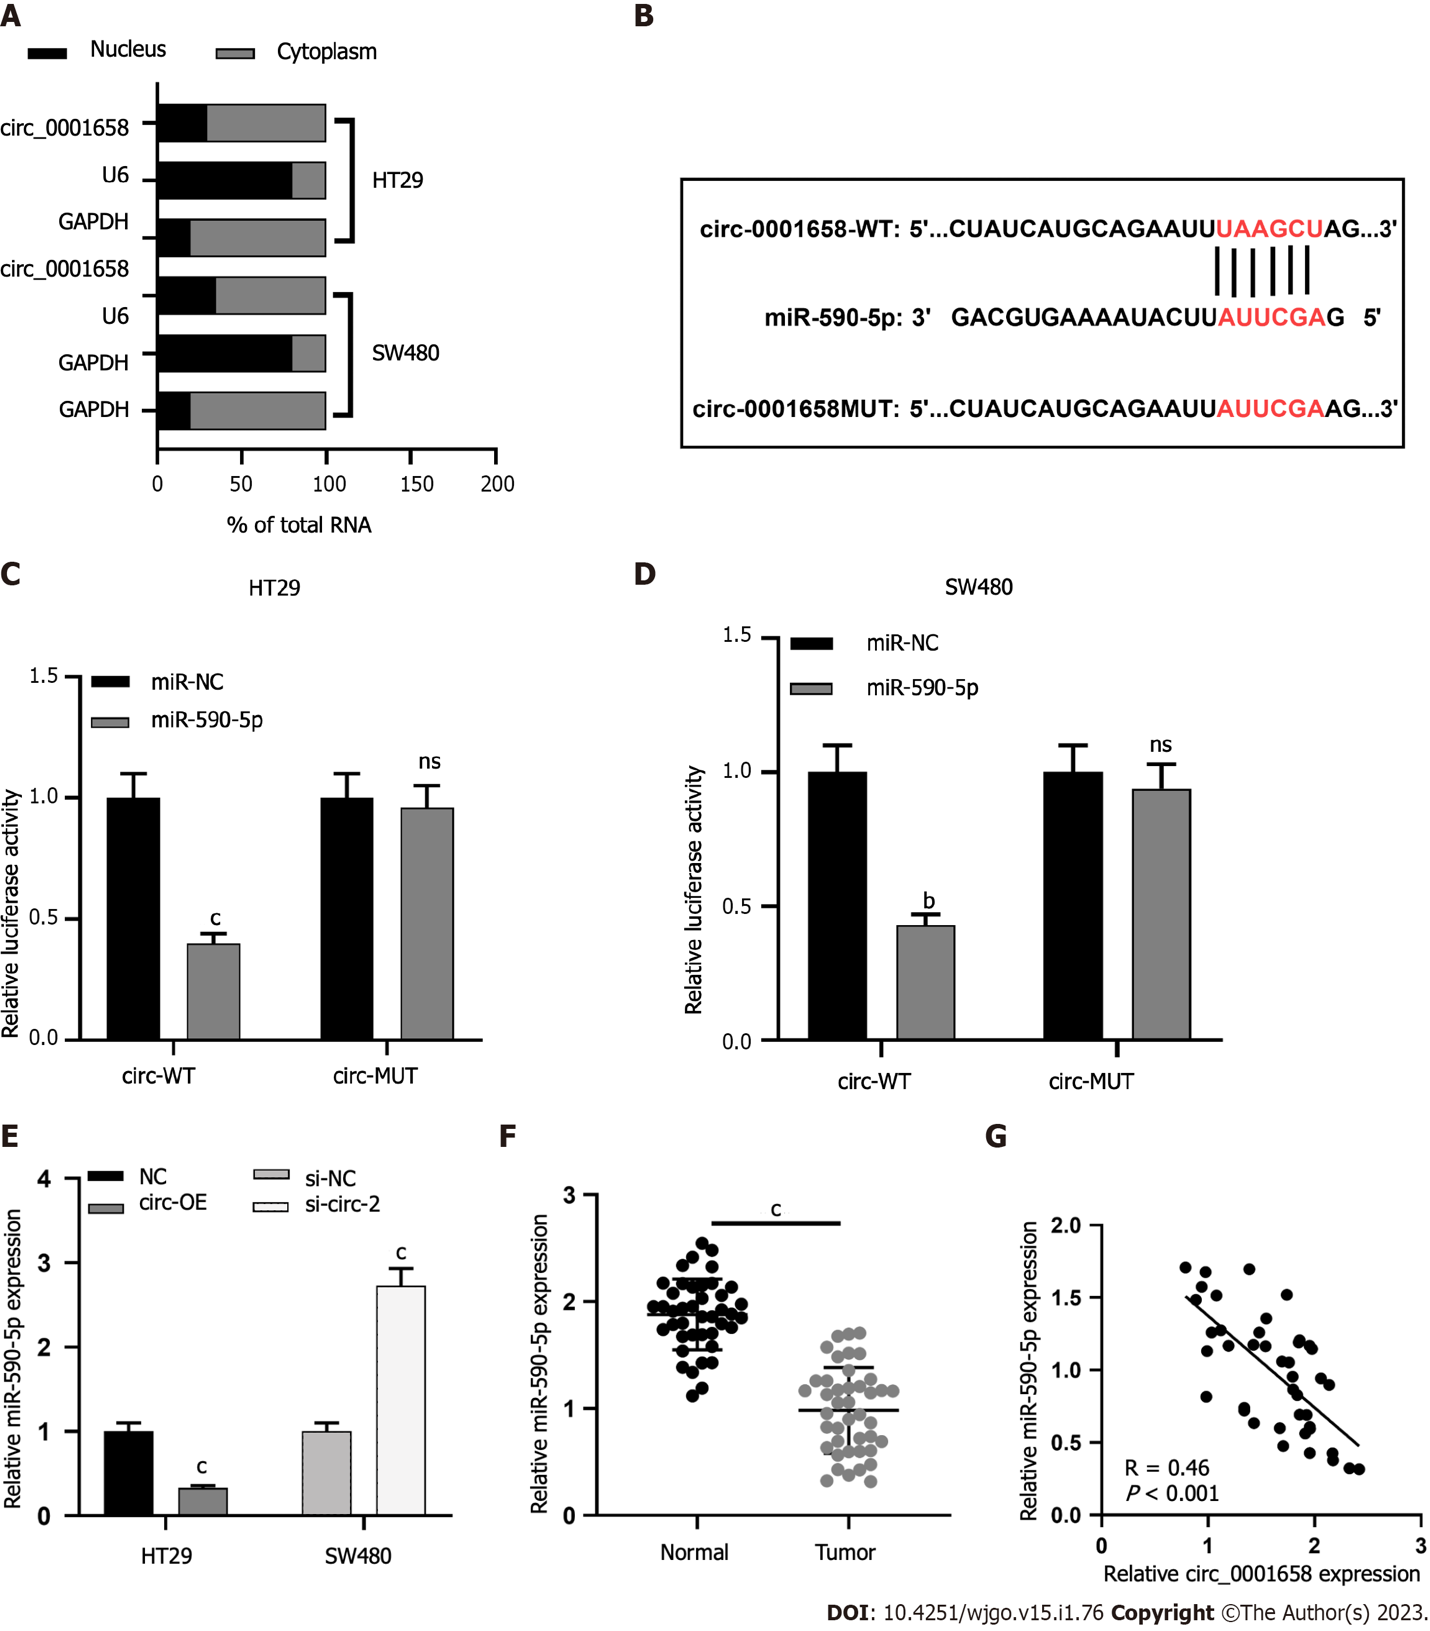 A
Nucleus Cytoplasm
circ_0001658
U6
GAPDH
circ_0001658
U6
GAPDH
GAPDH
HT29
SW480
0 50 100 150 200
% of total RNA
B
circ-0001658-WT: 5'...CUAUCAUGCAGAAUUUAAGCUAG...3'
miR-590-5p: 3' GACGUGAAAAUACUUAUUCGAG 5'
circ-0001658MUT: 5'...CUAUCAUGCAGAAUUAUUCGAAG...3'
C
HT29
miR-NC
miR-590-5p
Relative luciferase activity
1.5
1.0
0.5
0.0
c
ns
circ-WT circ-MUT
D
SW480
miR-NC
miR-590-5p
Relative luciferase activity
1.5
1.0
0.5
0.0
b
ns
circ-WT circ-MUT
E
NC si-NC
circ-OE si-circ-2
Relative miR-590-5p expression
4
3
2
1
0
c
c
HT29 SW480
F
Relative miR-590-5p expression
3
2
1
0
c
Normal Tumor
G
Relative miR-590-5p expression
2.0
1.5
1.0
0.5
0.0
R = 0.46
P < 0.001
0 1 2 3
Relative circ_0001658 expression
DOI: 10.4251/wjgo.v15.i1.76 Copyright ©The Author(s) 2023.